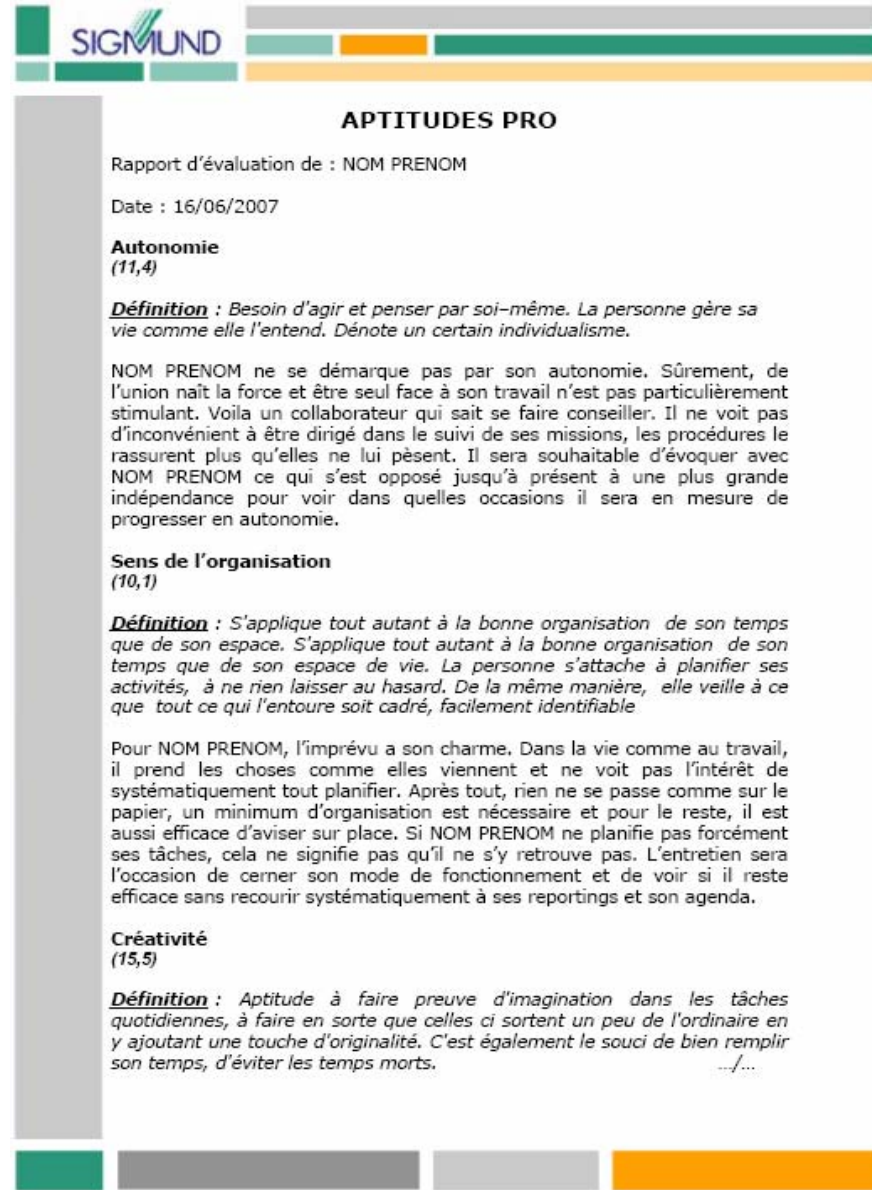 SIGMUND
APTITUDES PRO
Rapport d'évaluation de : NOM PRENOM
Date : 16/06/2007
Autonomie
(11,4)
Définition : Besoin d'agir et penser par soi–même. La personne gère sa
vie comme elle l'entend. Dénote un certain individualisme.
NOM PRENOM ne se démarque pas par son autonomie. Sûrement, de
l'union naît la force et être seul face à son travail n'est pas particulièrement
stimulant. Voila un collaborateur qui sait se faire conseiller. Il ne voit pas
d'inconvénient à être dirigé dans le suivi de ses missions, les procédures le
rassurent plus qu'elles ne lui pèsent. Il sera souhaitable d'évoquer avec
NOM PRENOM ce qui s'est opposé jusqu'à présent à une plus grande
indépendance pour voir dans quelles occasions il sera en mesure de
progresser en autonomie.
Sens de l'organisation
(10,1)
Définition : S'applique tout autant à la bonne organisation de son temps
que de son espace. S'applique tout autant à la bonne organisation de son
temps que de son espace de vie. La personne s'attache à planifier ses
activités, à ne rien laisser au hasard. De la même manière, elle veille à ce
que tout ce qui l'entoure soit cadré, facilement identifiable
Pour NOM PRENOM, l'imprévu a son charme. Dans la vie comme au travail,
il prend les choses comme elles viennent et ne voit pas l'intérêt de
systématiquement tout planifier. Après tout, rien ne se passe comme sur le
papier, un minimum d'organisation est nécessaire et pour le reste, il est
aussi efficace d'aviser sur place. Si NOM PRENOM ne planifie pas forcément
ses tâches, cela ne signifie pas qu'il ne s'y retrouve pas. L'entretien sera
l'occasion de cerner son mode de fonctionnement et de voir si il reste
efficace sans recourir systématiquement à ses reportings et son agenda.
Créativité
(15,5)
Définition : Aptitude à faire preuve d'imagination dans les tâches
quotidiennes, à faire en sorte que celles ci sortent un peu de l'ordinaire en
y ajoutant une touche d'originalité. C'est également le souci de bien remplir
son temps, d'éviter les temps morts. .../...